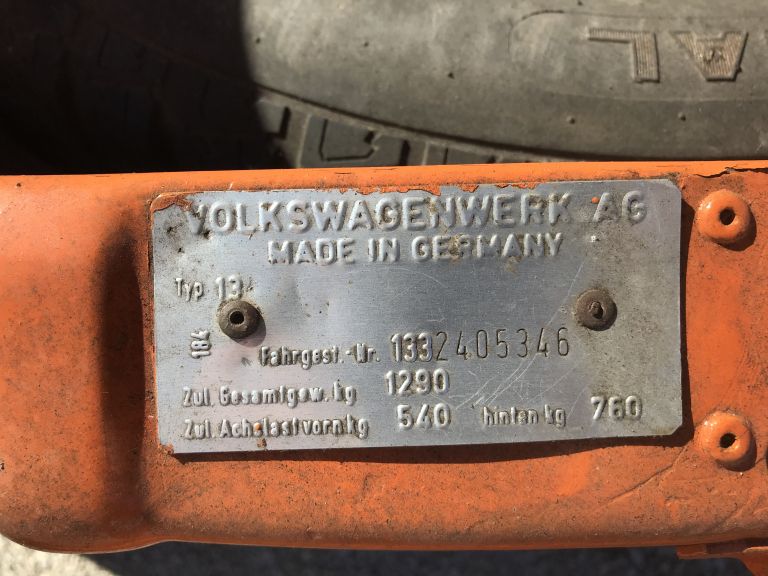 AL
VOLKSWAGENWERK AG
MADE IN GERMANY
Typ 13
184
Fahrgest.-Nr. 1332405346
Zul. Gesamtgew. kg 1290
Zul. Achslast vorn kg 540 hinten kg 760